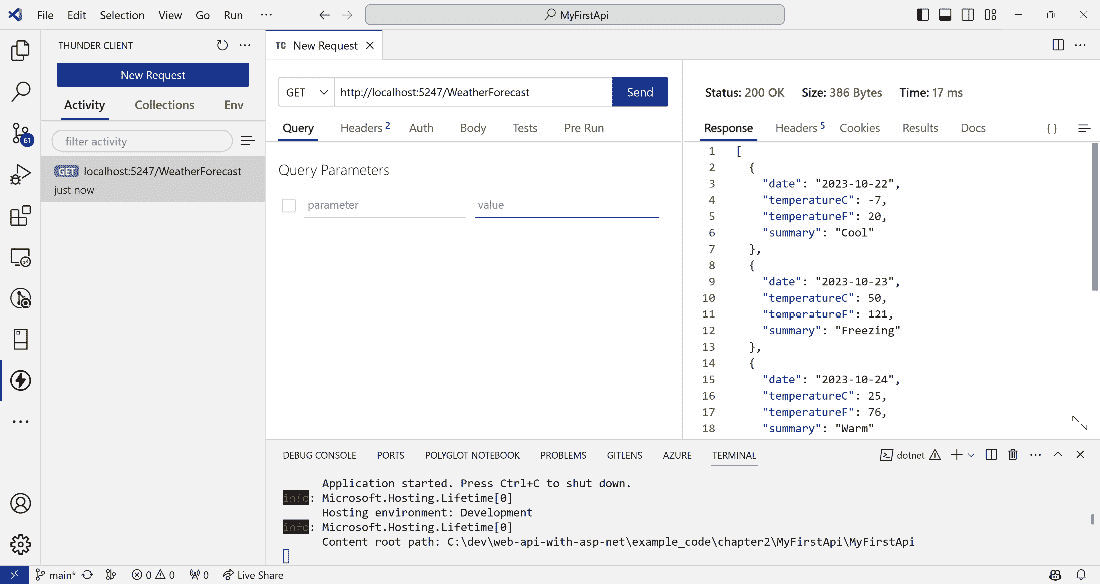 File Edit Selection View Go Run ··· MyFirstApi
THUNDER CLIENT
New Request
Activity Collections Env
filter activity
GET localhost:5247/WeatherForecast
just now
61
TC New Request
GET http://localhost:5247/WeatherForecast Send
Query Headers 2 Auth Body Tests Pre Run
Query Parameters
parameter value
Status: 200 OK Size: 386 Bytes Time: 17 ms
Response Headers 5 Cookies Results Docs { }
1 [
2 {
3 "date": "2023-10-22",
4 "temperatureC": -7,
5 "temperatureF": 20,
6 "summary": "Cool"
7 },
8 {
9 "date": "2023-10-23",
10 "temperatureC": 50,
11 "temperatureF": 121,
12 "summary": "Freezing"
13 },
14 {
15 "date": "2023-10-24",
16 "temperatureC": 25,
17 "temperatureF": 76,
18 "summary": "Warm"
DEBUG CONSOLE PORTS POLYGLOT NOTEBOOK PROBLEMS GITLENS AZURE TERMINAL dotnet
Application started. Press Ctrl+C to shut down.
info: Microsoft.Hosting.Lifetime[0]
Hosting environment: Development
info: Microsoft.Hosting.Lifetime[0]
Content root path: C:\dev\web-api-with-asp-net\example_code\chapter2\MyFirstApi\MyFirstApi
main* 0 0 0 Live Share